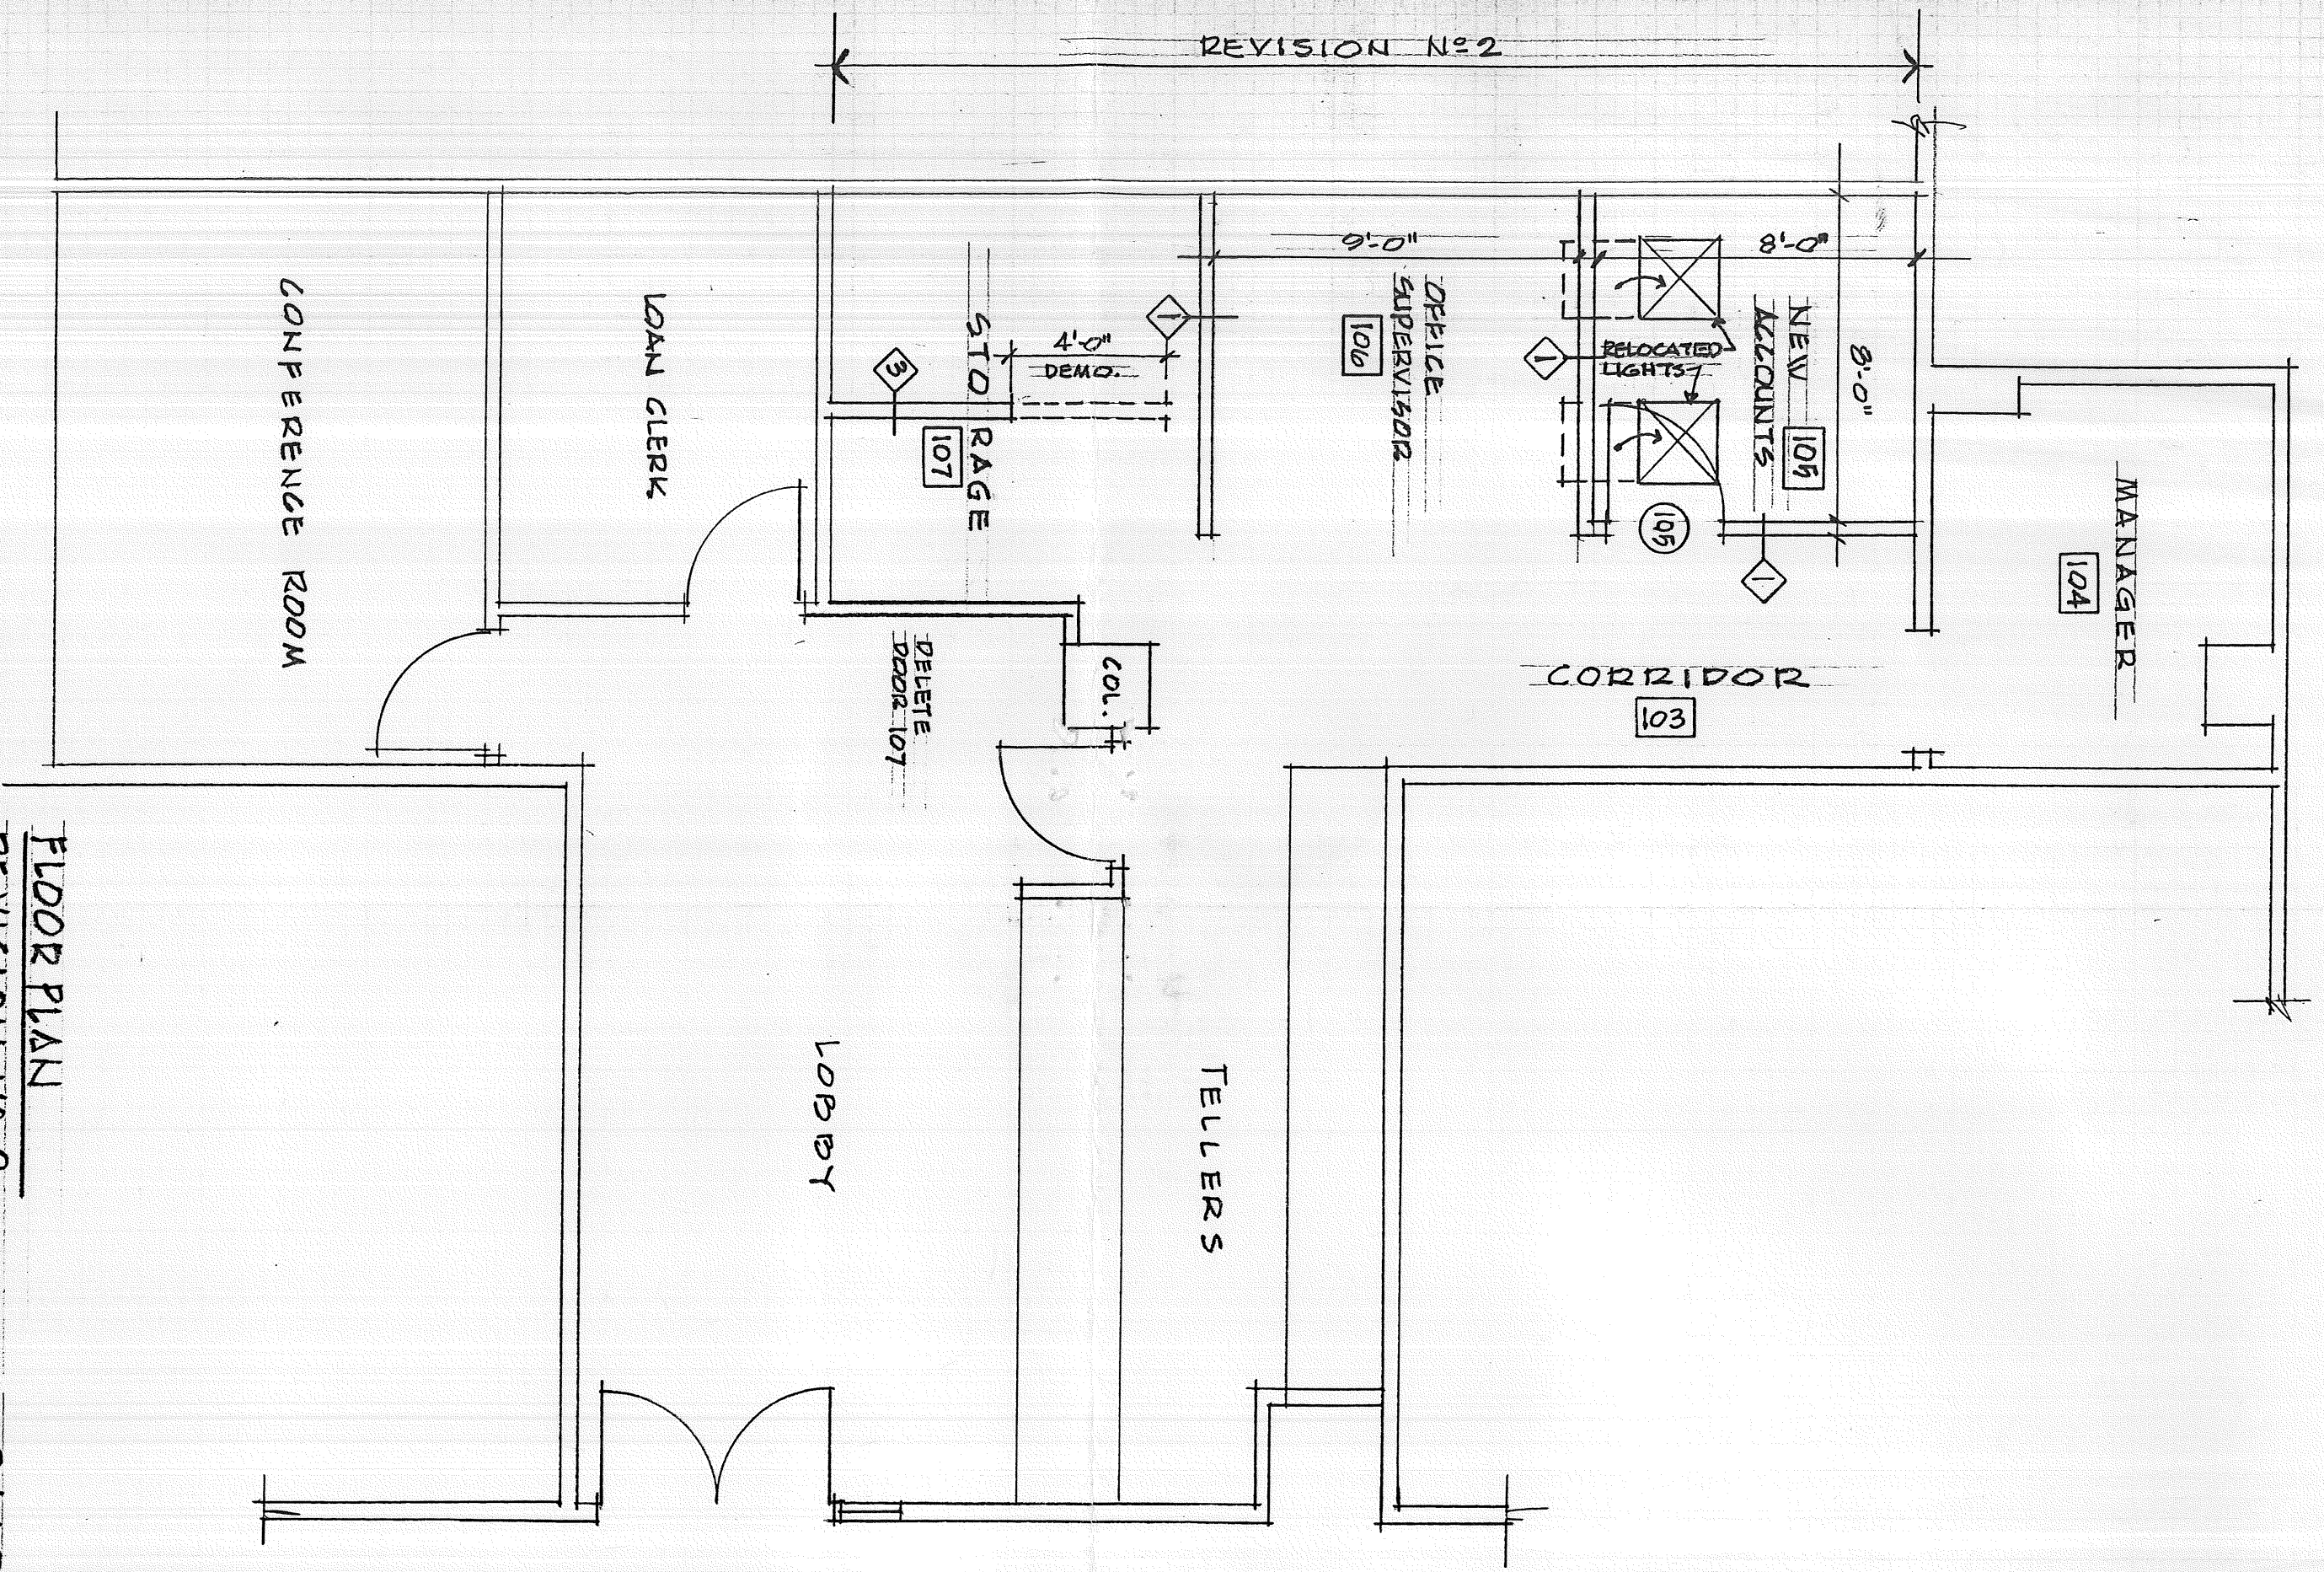 REVISION Nº 2
9'-0"
8'-0"
8'-0"
4'-0"
DEMO.
RELOCATED
LIGHTS
1
1
1
3
CONFERENCE ROOM
LOAN CLERK
STORAGE
107
OFFICE
SUPERVISOR
106
NEW
ACCOUNTS
105
105
MANAGER
104
CORRIDOR
103
COL.
DELETE
DOOR 107
LOBBY
TELLERS
FLOOR PLAN